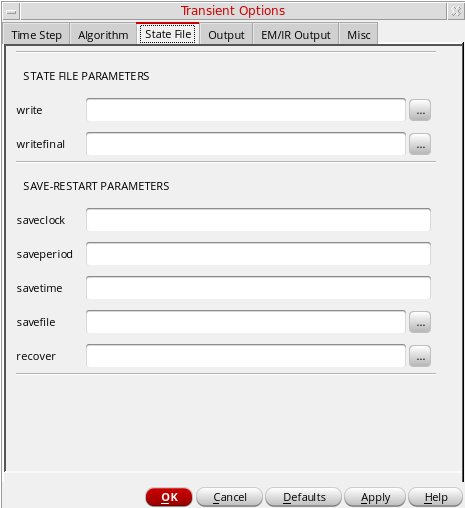 Transient Options
Time Step Algorithm State File Output EM/IR Output Misc
STATE FILE PARAMETERS
write ...
writefinal ...
SAVE-RESTART PARAMETERS
saveclock
saveperiod
savetime
savefile ...
recover ...
OK Cancel Defaults Apply Help